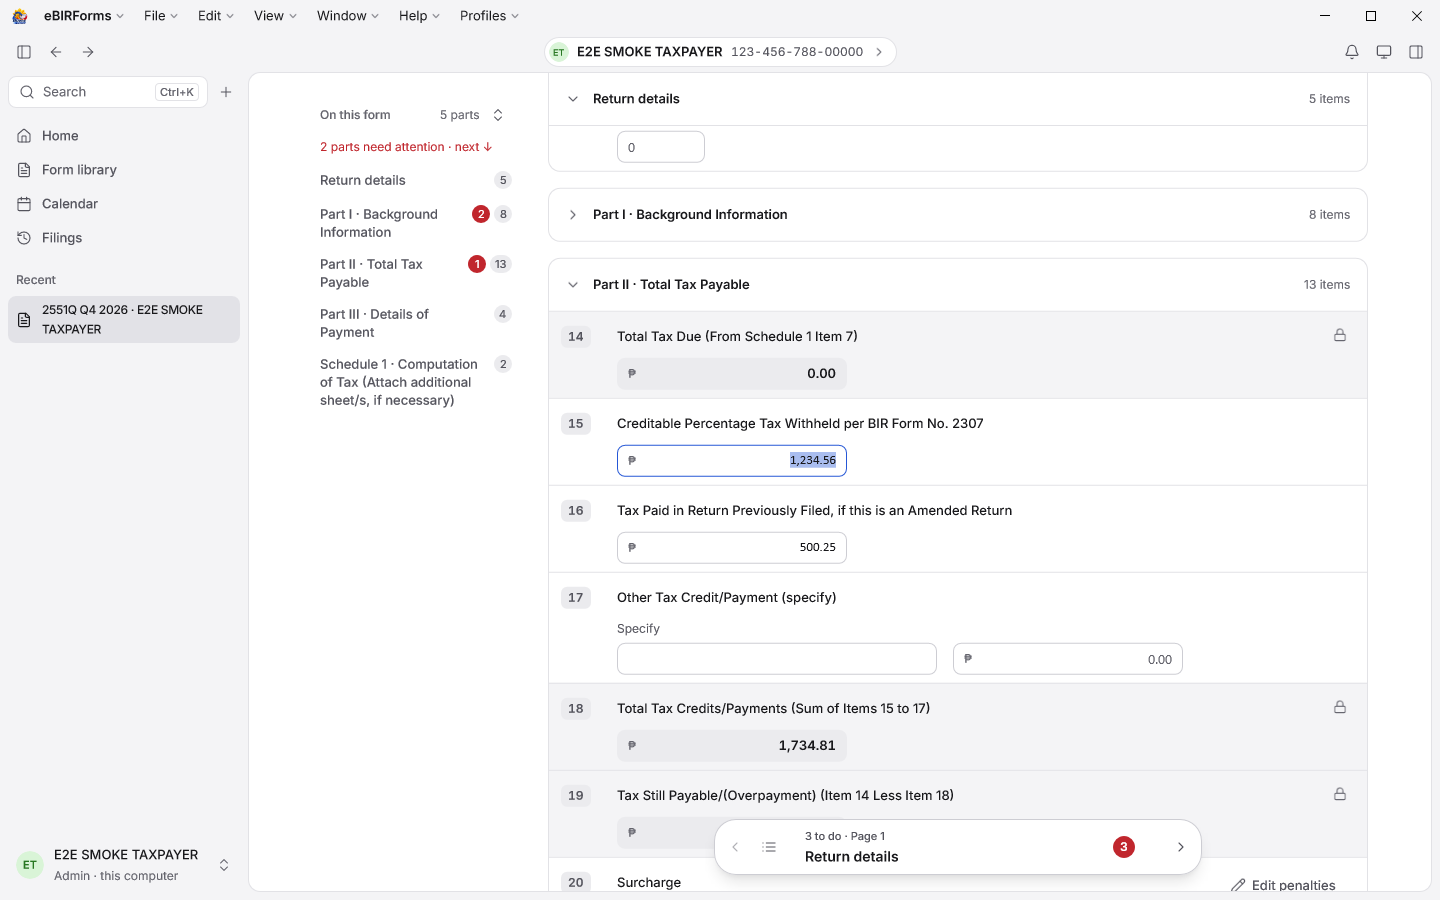 eBIRForms
File
Edit
View
Window
Help
Profiles
ET E2E SMOKE TAXPAYER 123-456-788-00000
Search Ctrl+K
Home
Form library
Calendar
Filings
Recent
2551Q Q4 2026 · E2E SMOKE
TAXPAYER
ET
E2E SMOKE TAXPAYER
Admin · this computer
On this form 5 parts
2 parts need attention · next ↓
Return details 5
Part I · Background
Information
2 8
Part II · Total Tax
Payable
1 13
Part III · Details of
Payment
4
Schedule 1 · Computation
of Tax (Attach additional
sheet/s, if necessary)
2
Return details 5 items
0
Part I · Background Information 8 items
Part II · Total Tax Payable 13 items
14 Total Tax Due (From Schedule 1 Item 7)
₱ 0.00
15 Creditable Percentage Tax Withheld per BIR Form No. 2307
₱ 1,234.56
16 Tax Paid in Return Previously Filed, if this is an Amended Return
₱ 500.25
17 Other Tax Credit/Payment (specify)
Specify
₱ 0.00
18 Total Tax Credits/Payments (Sum of Items 15 to 17)
₱ 1,734.81
19 Tax Still Payable/(Overpayment) (Item 14 Less Item 18)
₱
3 to do · Page 1
Return details
3
20 Surcharge Edit penalties